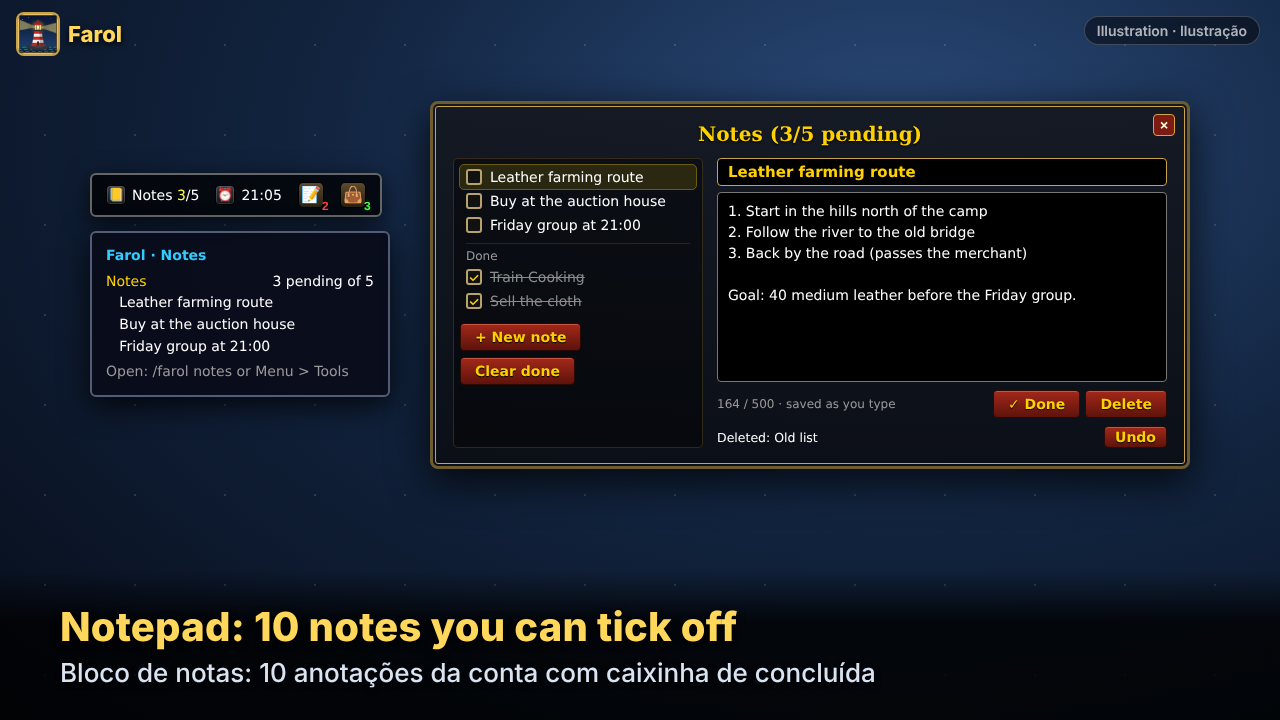 Farol
Illustration · Ilustração
Notes 3/5 21:05 2 3
Farol · Notes
Notes 3 pending of 5
Leather farming route
Buy at the auction house
Friday group at 21:00
Open: /farol notes or Menu > Tools
Notes (3/5 pending)
×
Leather farming route
Buy at the auction house
Friday group at 21:00
Done
Train Cooking
Sell the cloth
+ New note
Clear done
Leather farming route
1. Start in the hills north of the camp
2. Follow the river to the old bridge
3. Back by the road (passes the merchant)
Goal: 40 medium leather before the Friday group.
164 / 500 · saved as you type
✓ Done
Delete
Deleted: Old list
Undo
Notepad: 10 notes you can tick off
Bloco de notas: 10 anotações da conta com caixinha de concluída